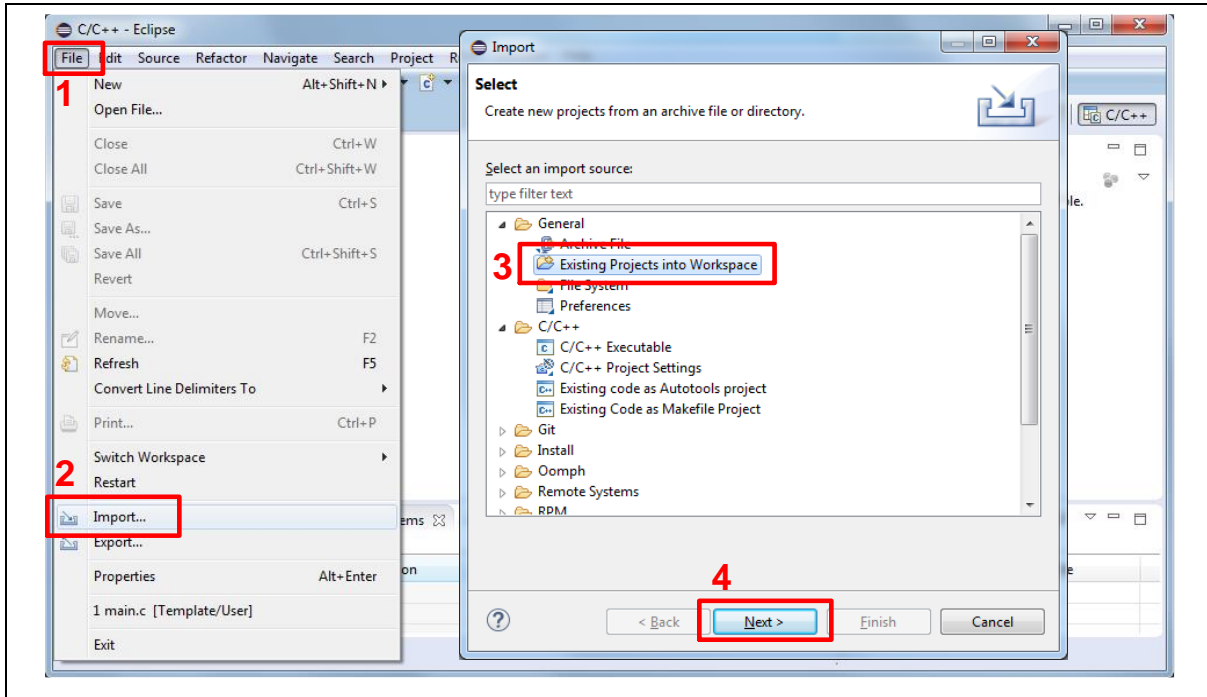 C/C++ - Eclipse
File Edit Source Refactor Navigate Search Project R
1
New Alt+Shift+N
Open File...
Close Ctrl+W
Close All Ctrl+Shift+W
Save Ctrl+S
Save As...
Save All Ctrl+Shift+S
Revert
Move...
Rename... F2
Refresh F5
Convert Line Delimiters To
Print... Ctrl+P
Switch Workspace
2
Restart
Import...
Export...
Properties Alt+Enter
1 main.c [Template/User]
Exit
ems
on
Import
Select
Create new projects from an archive file or directory.
Select an import source:
type filter text
General
Archive File
3
Existing Projects into Workspace
File System
Preferences
C/C++
C/C++ Executable
C/C++ Project Settings
Existing code as Autotools project
Existing Code as Makefile Project
Git
Install
Oomph
Remote Systems
RPM
4
? < Back Next > Finish Cancel
C/C++
ble.
e